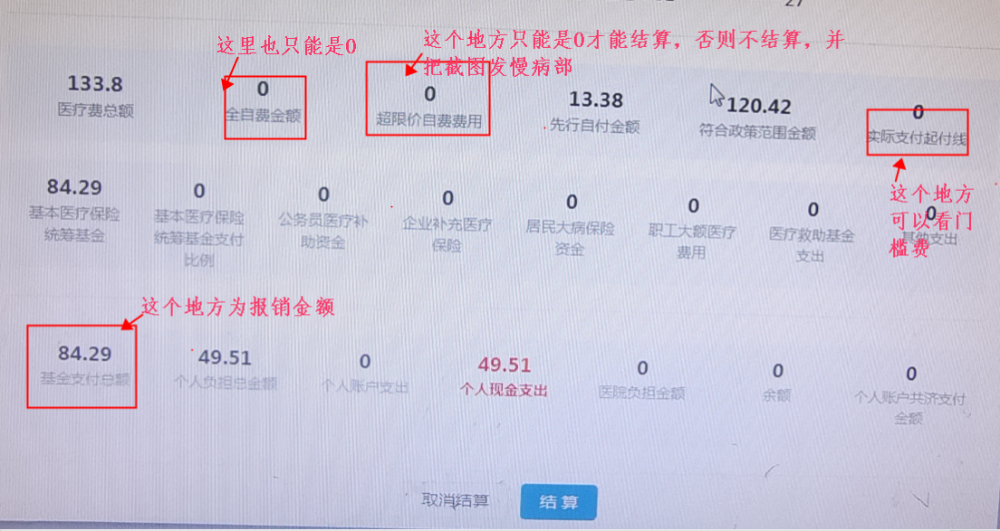 27
这里也只能是0
这个地方只能是0才能结算，否则不结算，并
把截图发慢病部
133.8
医疗费总额
0
全自费金额
0
超限价自费费用
13.38
先行自付金额
120.42
符合政策范围金额
0
实际支付起付线
84.29
基本医疗保险
统筹基金
0
基本医疗保险
统筹基金支付
比例
0
公务员医疗补
助资金
0
企业补充医疗
保险
0
居民大病保险
资金
0
职工大额医疗
费用
0
医疗救助基金
支出
0
其他支出
这个地方
可以看门
槛费
这个地方为报销金额
84.29
基金支付总额
49.51
个人负担总金额
0
个人账户支出
49.51
个人现金支出
0
医院负担金额
0
余额
0
个人账户共济支付
金额
取消结算
结算